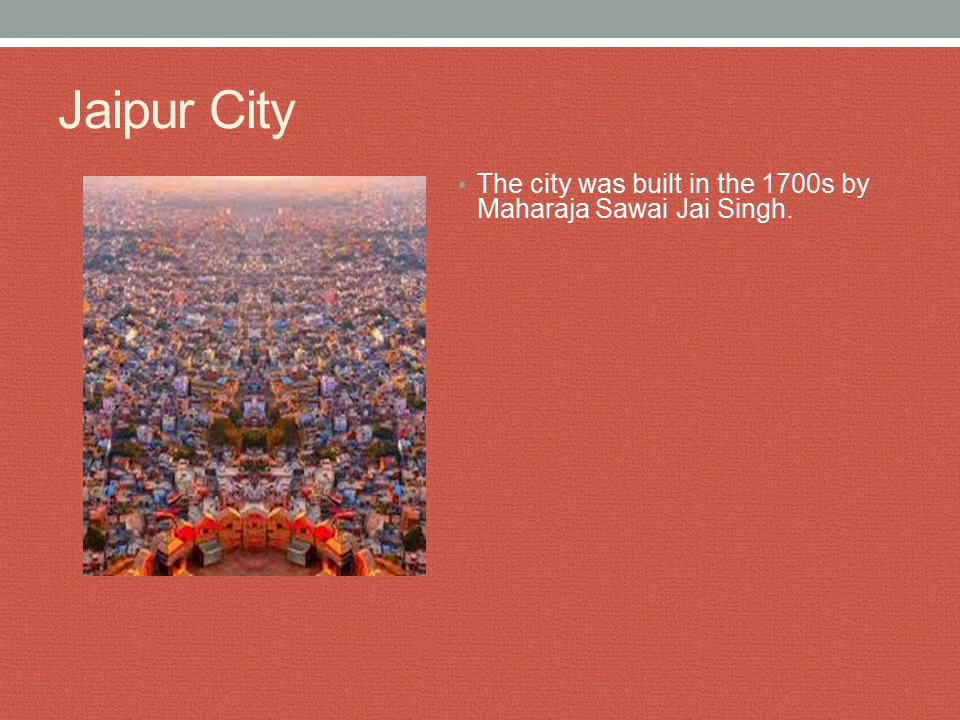 Jaipur City
• The city was built in the 1700s by
Maharaja Sawai Jai Singh.